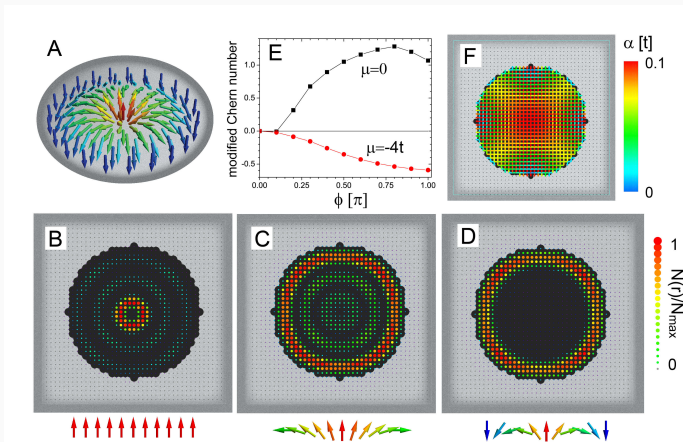 A
E
modified Chern number
1.0
0.5
0.0
-0.5
μ=0
μ=-4t
0.00
0.25
0.50
0.75
1.00
ϕ [π]
F
α [t]
0.1
0
B
C
D
1
0
N(r)/Nmax